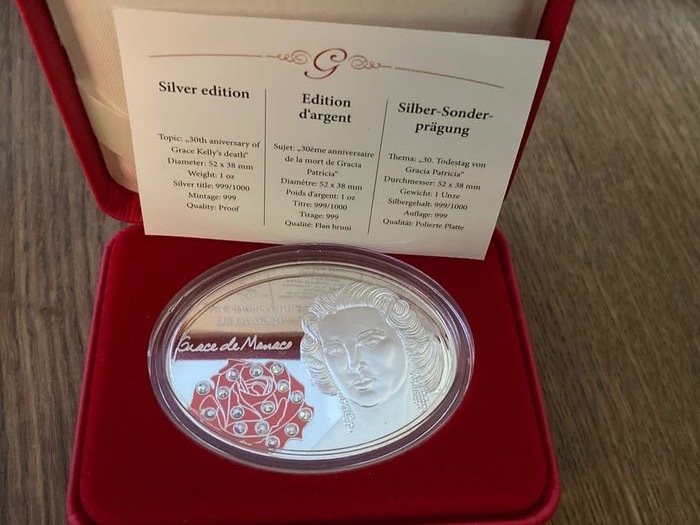 G
Silver edition
Topic: „30th aniversary of
Grace Kelly's death"
Diameter: 52 x 38 mm
Weight: 1 oz
Silver title: 999/1000
Mintage: 999
Quality: Proof
Edition
d'argent
Sujet: „30ème anniversaire
de la mort de Gracia
Patricia"
Diamètre: 52 x 38 mm
Poids d'argent: 1 oz
Titre: 999/1000
Tirage: 999
Qualité: Flan bruni
Silber-Sonder-
prägung
Thema: „30. Todestag von
Gracia Patricia"
Durchmesser: 52 x 38 mm
Gewicht: 1 Unze
Silbergehalt: 999/1000
Auflage: 999
Qualität: Polierte Platte
Grace de Monaco